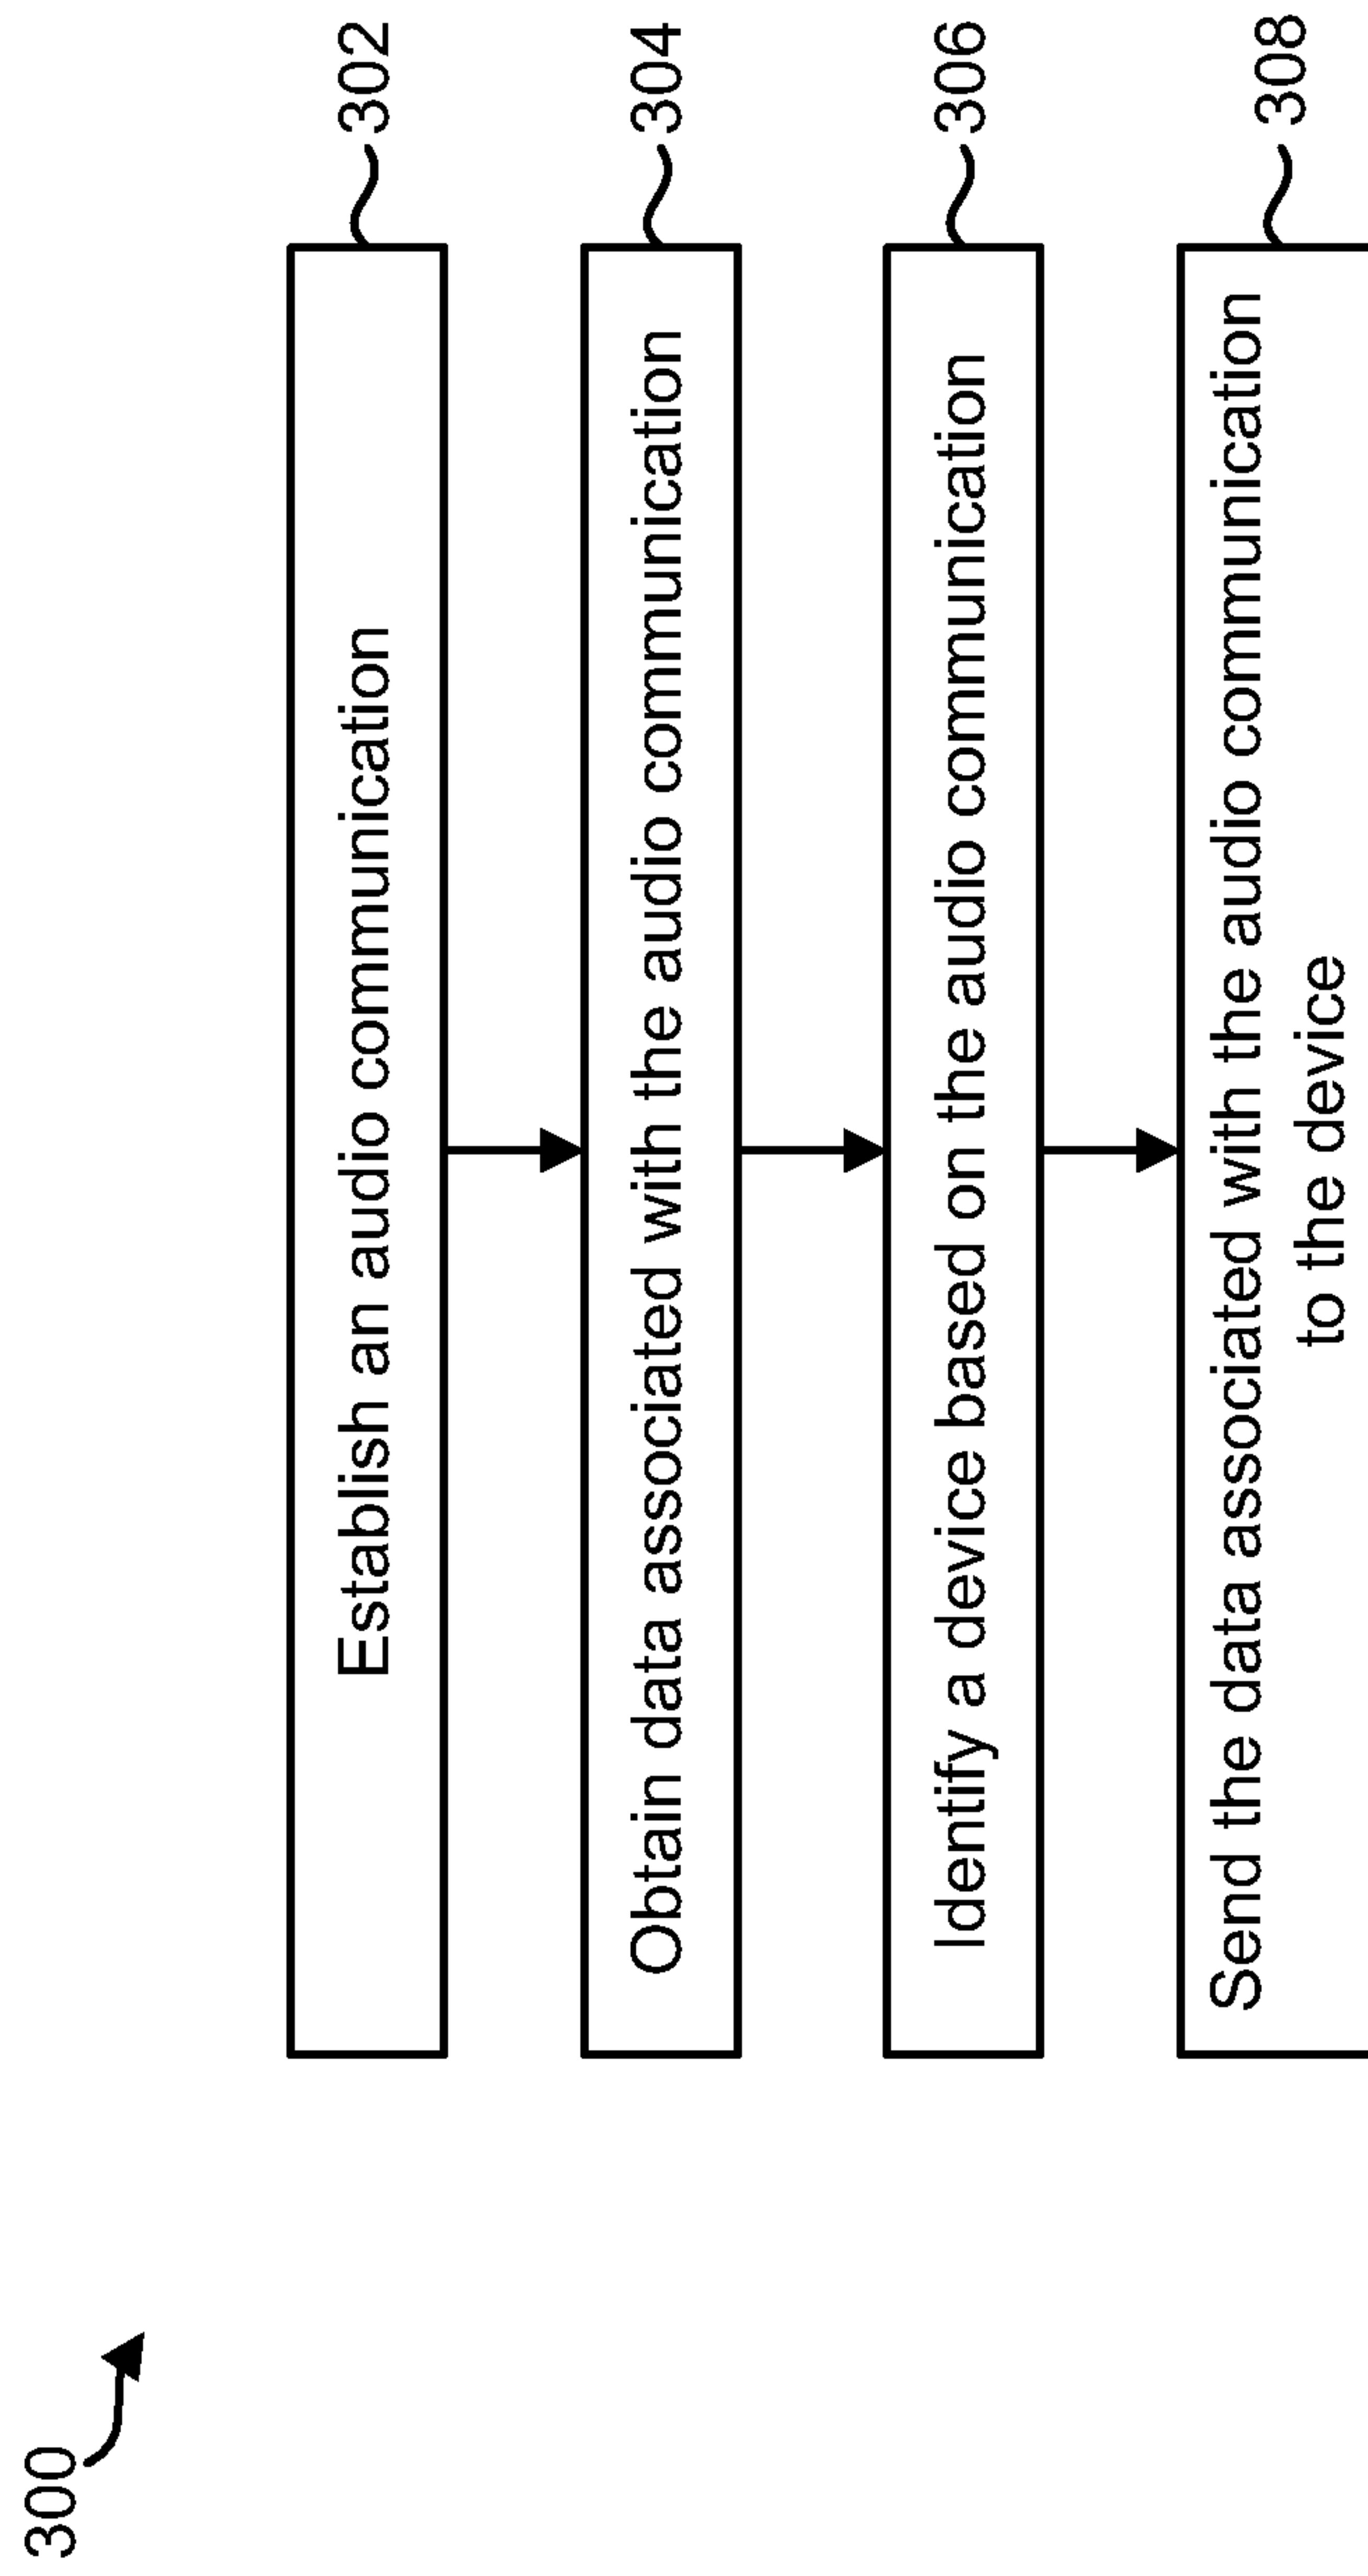 300
Establish an audio communication
302
Obtain data associated with the audio communication
304
Identify a device based on the audio communication
306
Send the data associated with the audio communication
to the device
308